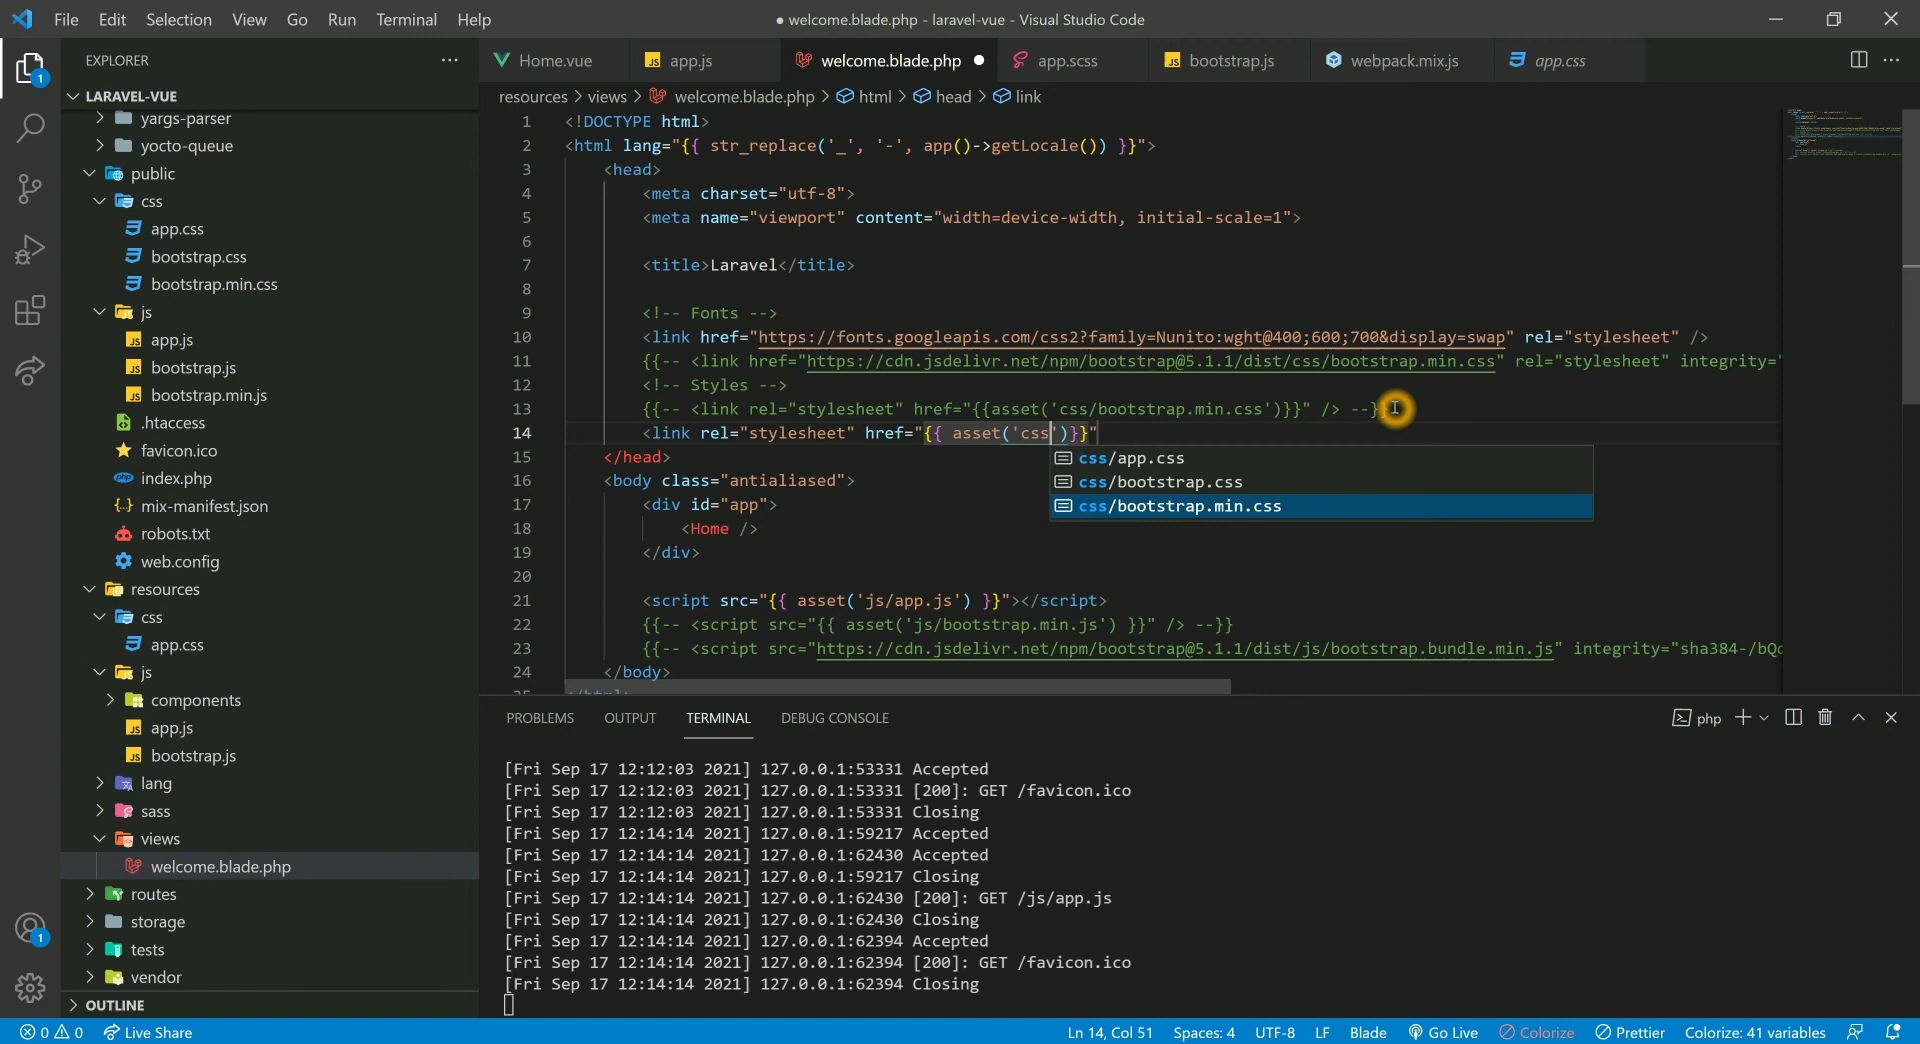 File Edit Selection View Go Run Terminal Help
● welcome.blade.php - laravel-vue - Visual Studio Code
EXPLORER
LARAVEL-VUE
yargs-parser
yocto-queue
public
css
app.css
bootstrap.css
bootstrap.min.css
js
app.js
bootstrap.js
bootstrap.min.js
.htaccess
favicon.ico
index.php
mix-manifest.json
robots.txt
web.config
resources
css
app.css
js
components
app.js
bootstrap.js
lang
sass
views
welcome.blade.php
routes
storage
tests
vendor
OUTLINE
Home.vue app.js welcome.blade.php app.scss bootstrap.js webpack.mix.js app.css
resources > views > welcome.blade.php > html > head > link
1 <!DOCTYPE html>
2 <html lang="{{ str_replace('_', '-', app()->getLocale()) }}">
3 <head>
4 <meta charset="utf-8">
5 <meta name="viewport" content="width=device-width, initial-scale=1">
6
7 <title>Laravel</title>
8
9 <!-- Fonts -->
10 <link href="https://fonts.googleapis.com/css2?family=Nunito:wght@400;600;700&display=swap" rel="stylesheet" />
11 {{-- <link href="https://cdn.jsdelivr.net/npm/bootstrap@5.1.1/dist/css/bootstrap.min.css" rel="stylesheet" integrity="
12 <!-- Styles -->
13 {{-- <link rel="stylesheet" href="{{asset('css/bootstrap.min.css')}}" /> --}}
14 <link rel="stylesheet" href="{{ asset('css')}}"
css/app.css
css/bootstrap.css
css/bootstrap.min.css
15 </head>
16 <body class="antialiased">
17 <div id="app">
18 <Home />
19 </div>
20
21 <script src="{{ asset('js/app.js') }}"></script>
22 {{-- <script src="{{ asset('js/bootstrap.min.js') }}" /> --}}
23 {{-- <script src="https://cdn.jsdelivr.net/npm/bootstrap@5.1.1/dist/js/bootstrap.bundle.min.js" integrity="sha384-/bQc
24 </body>
PROBLEMS OUTPUT TERMINAL DEBUG CONSOLE
php
[Fri Sep 17 12:12:03 2021] 127.0.0.1:53331 Accepted
[Fri Sep 17 12:12:03 2021] 127.0.0.1:53331 [200]: GET /favicon.ico
[Fri Sep 17 12:12:03 2021] 127.0.0.1:53331 Closing
[Fri Sep 17 12:14:14 2021] 127.0.0.1:59217 Accepted
[Fri Sep 17 12:14:14 2021] 127.0.0.1:62430 Accepted
[Fri Sep 17 12:14:14 2021] 127.0.0.1:59217 Closing
[Fri Sep 17 12:14:14 2021] 127.0.0.1:62430 [200]: GET /js/app.js
[Fri Sep 17 12:14:14 2021] 127.0.0.1:62430 Closing
[Fri Sep 17 12:14:14 2021] 127.0.0.1:62394 Accepted
[Fri Sep 17 12:14:14 2021] 127.0.0.1:62394 [200]: GET /favicon.ico
[Fri Sep 17 12:14:14 2021] 127.0.0.1:62394 Closing
0 0 Live Share
Ln 14, Col 51 Spaces: 4 UTF-8 LF Blade Go Live Colorize Prettier Colorize: 41 variables